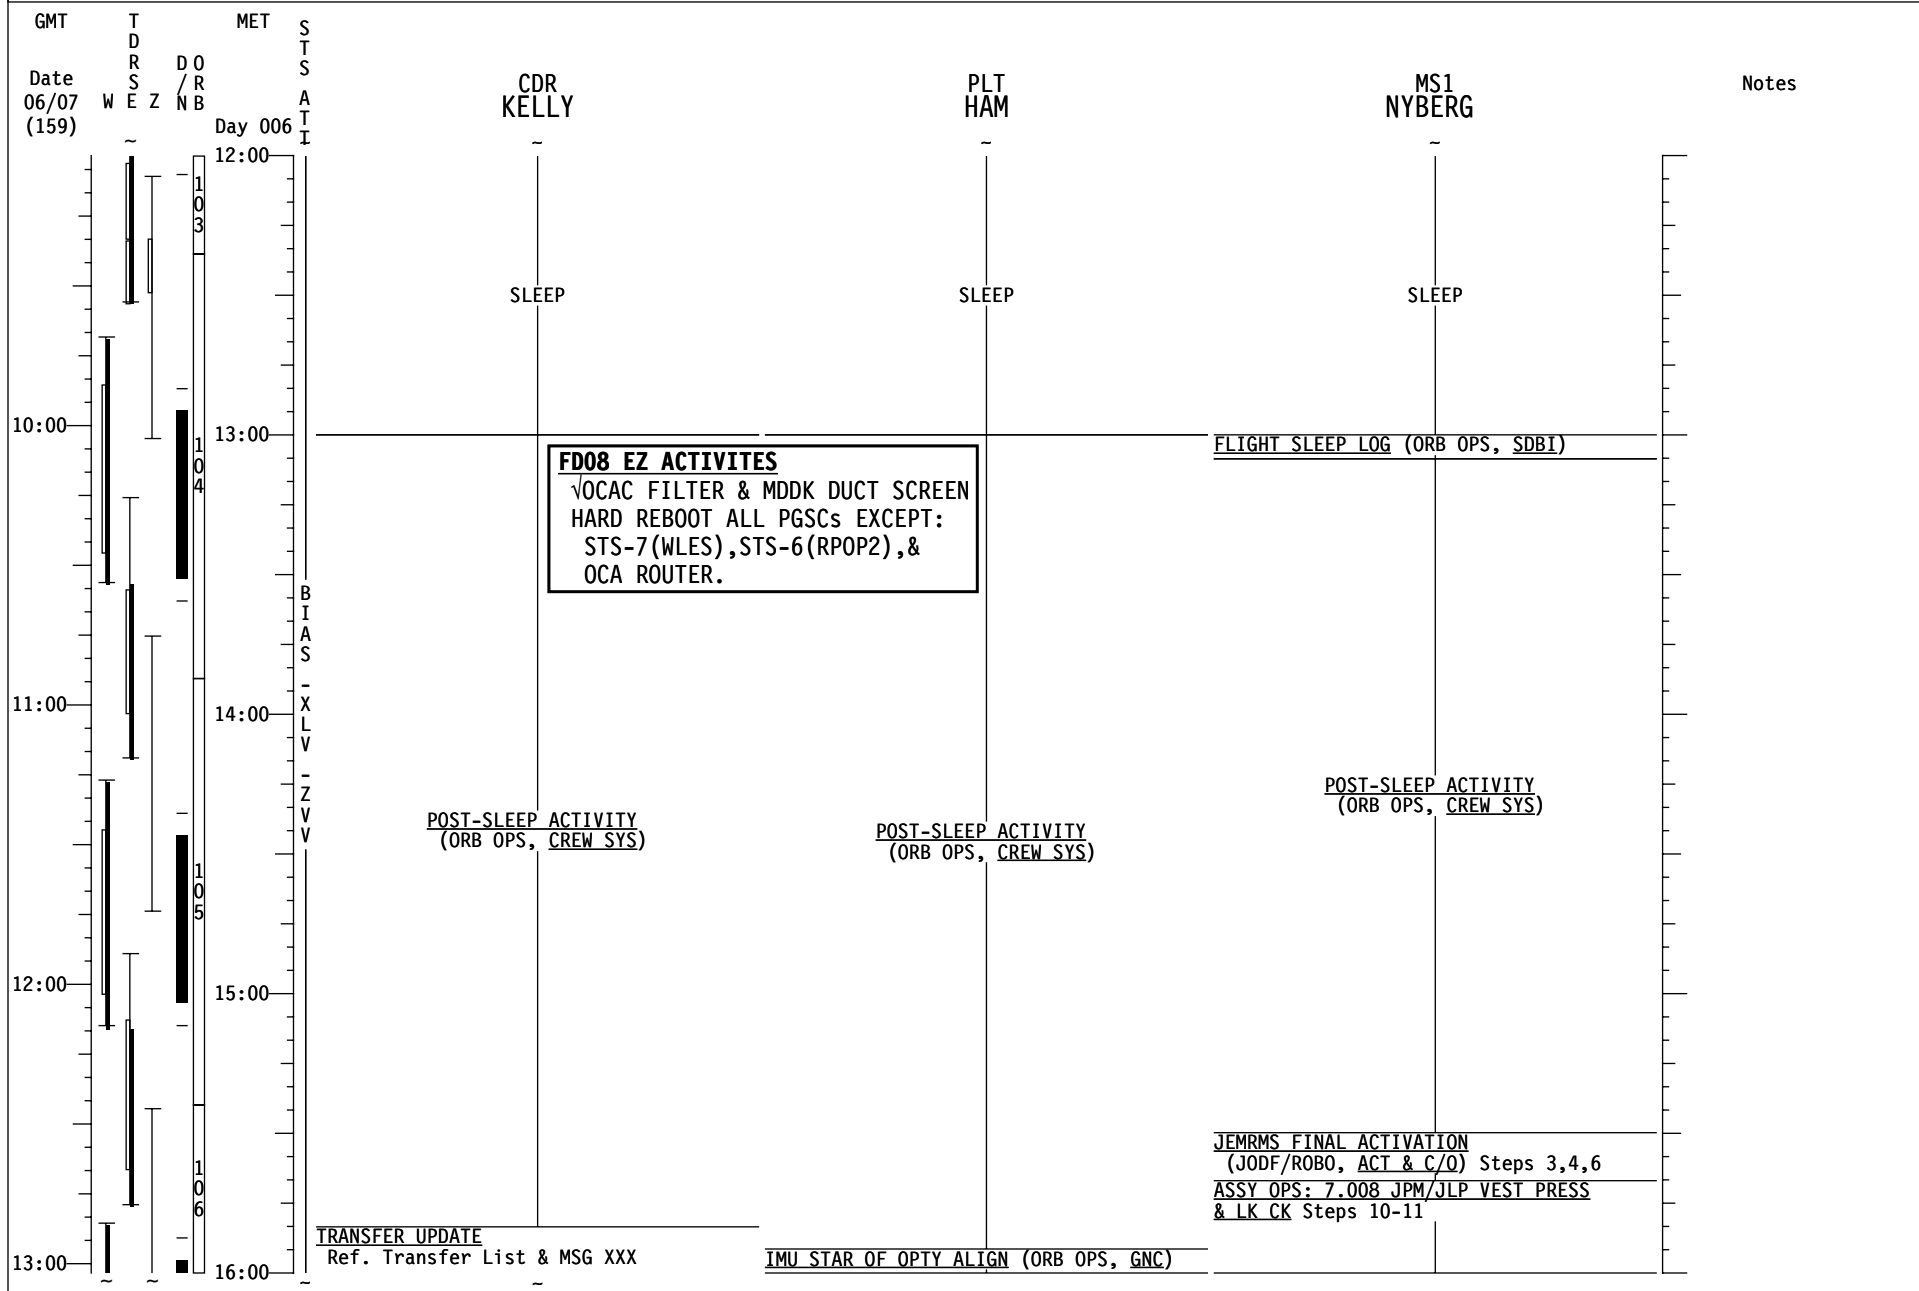 GMT
TDRS
MET
STS ATT
D/N
ORB
Date
06/07
(159)
W E Z
Day 006
CDR
KELLY
PLT
HAM
MS1
NYBERG
Notes
~
~
~
~
~
12:00
103
SLEEP
SLEEP
SLEEP
10:00
13:00
104
FLIGHT SLEEP LOG (ORB OPS, SDBI)
FD08 EZ ACTIVITES
√OCAC FILTER & MDDK DUCT SCREEN
HARD REBOOT ALL PGSCs EXCEPT:
STS-7(WLES),STS-6(RPOP2),&
OCA ROUTER.
BIAS -XLV -ZVV
11:00
14:00
POST-SLEEP ACTIVITY
(ORB OPS, CREW SYS)
POST-SLEEP ACTIVITY
(ORB OPS, CREW SYS)
POST-SLEEP ACTIVITY
(ORB OPS, CREW SYS)
105
12:00
15:00
JEMRMS FINAL ACTIVATION
(JODF/ROBO, ACT & C/O) Steps 3,4,6
ASSY OPS: 7.008 JPM/JLP VEST PRESS
& LK CK Steps 10-11
106
TRANSFER UPDATE
Ref. Transfer List & MSG XXX
IMU STAR OF OPTY ALIGN (ORB OPS, GNC)
13:00
16:00
~
~
~
~